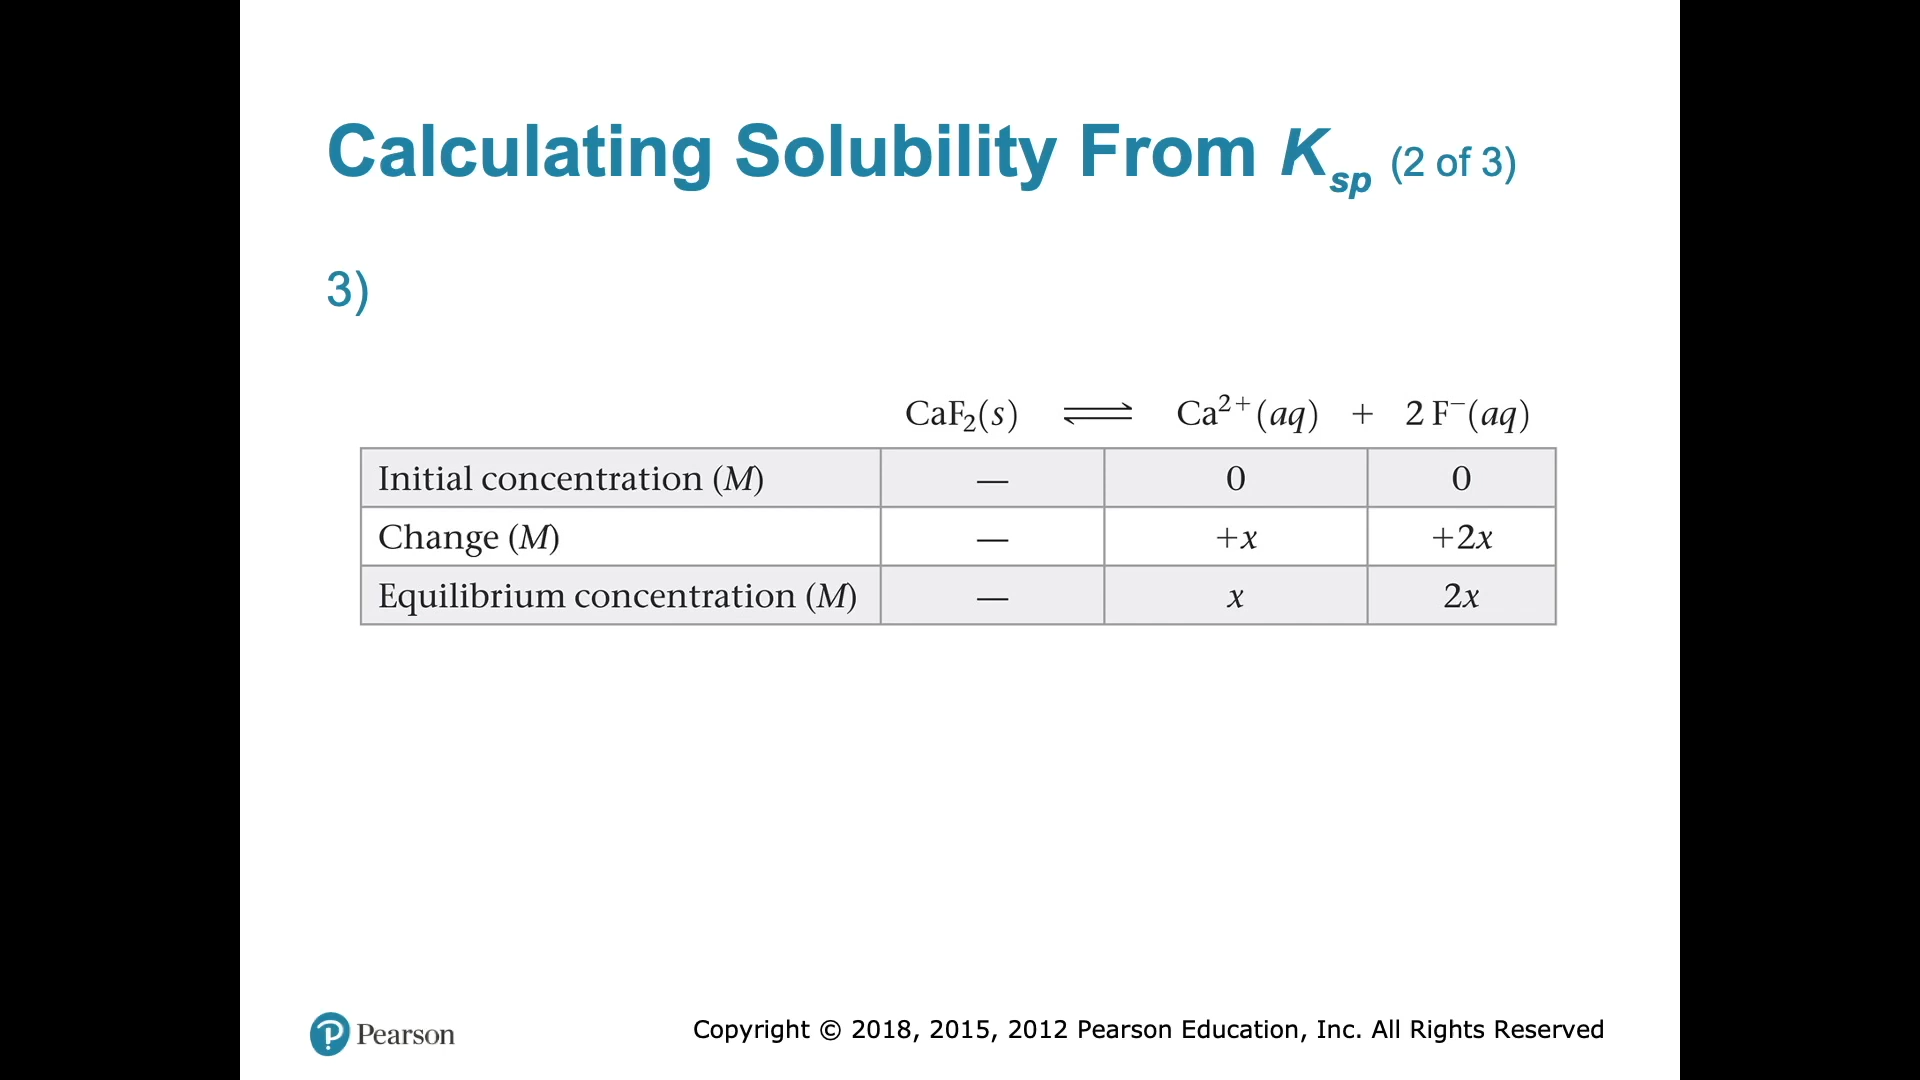 Calculating Solubility From Ksp (2 of 3)
3)
CaF₂(s) ⇌ Ca²⁺(aq) + 2 F⁻(aq)
Initial concentration (M) — 0 0
Change (M) — +x +2x
Equilibrium concentration (M) — x 2x
Pearson
Copyright © 2018, 2015, 2012 Pearson Education, Inc. All Rights Reserved